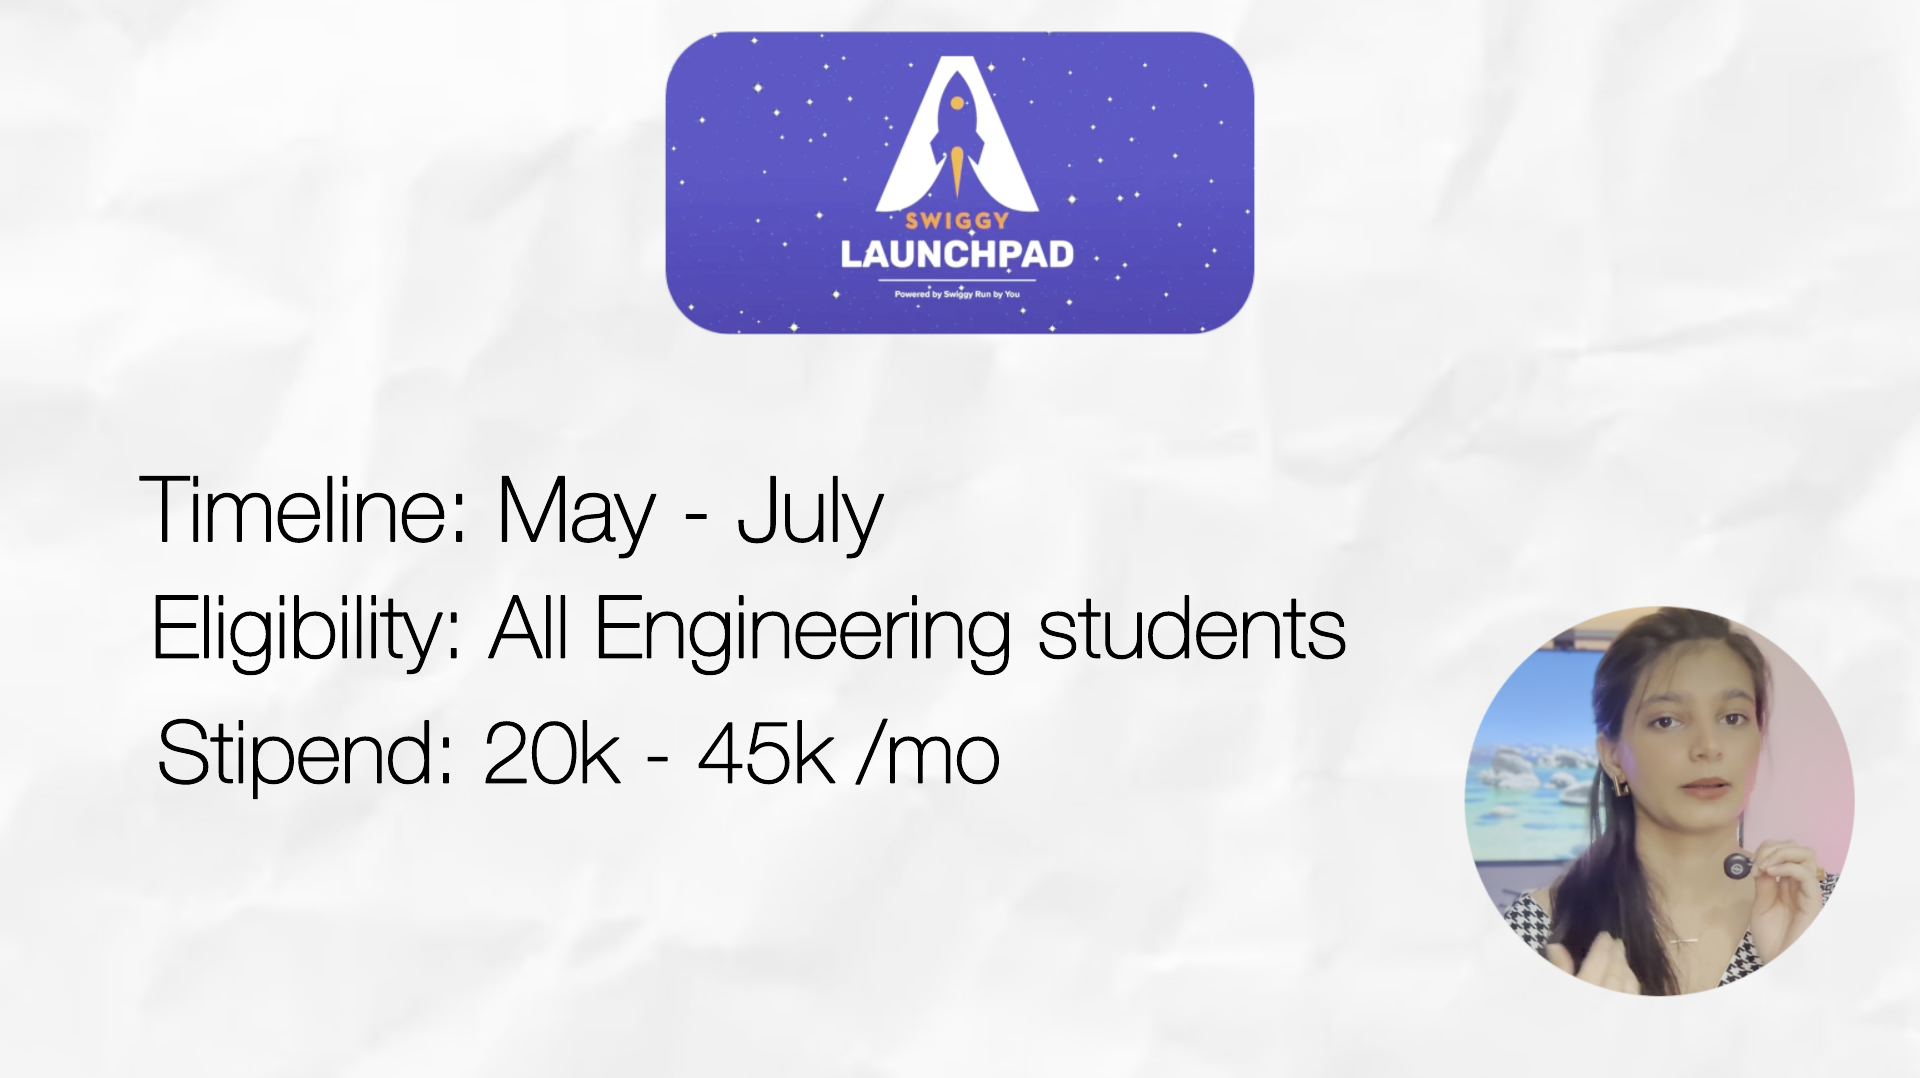 SWIGGY
LAUNCHPAD
Powered by Swiggy Run by You
Timeline: May - July
Eligibility: All Engineering students
Stipend: 20k - 45k /mo